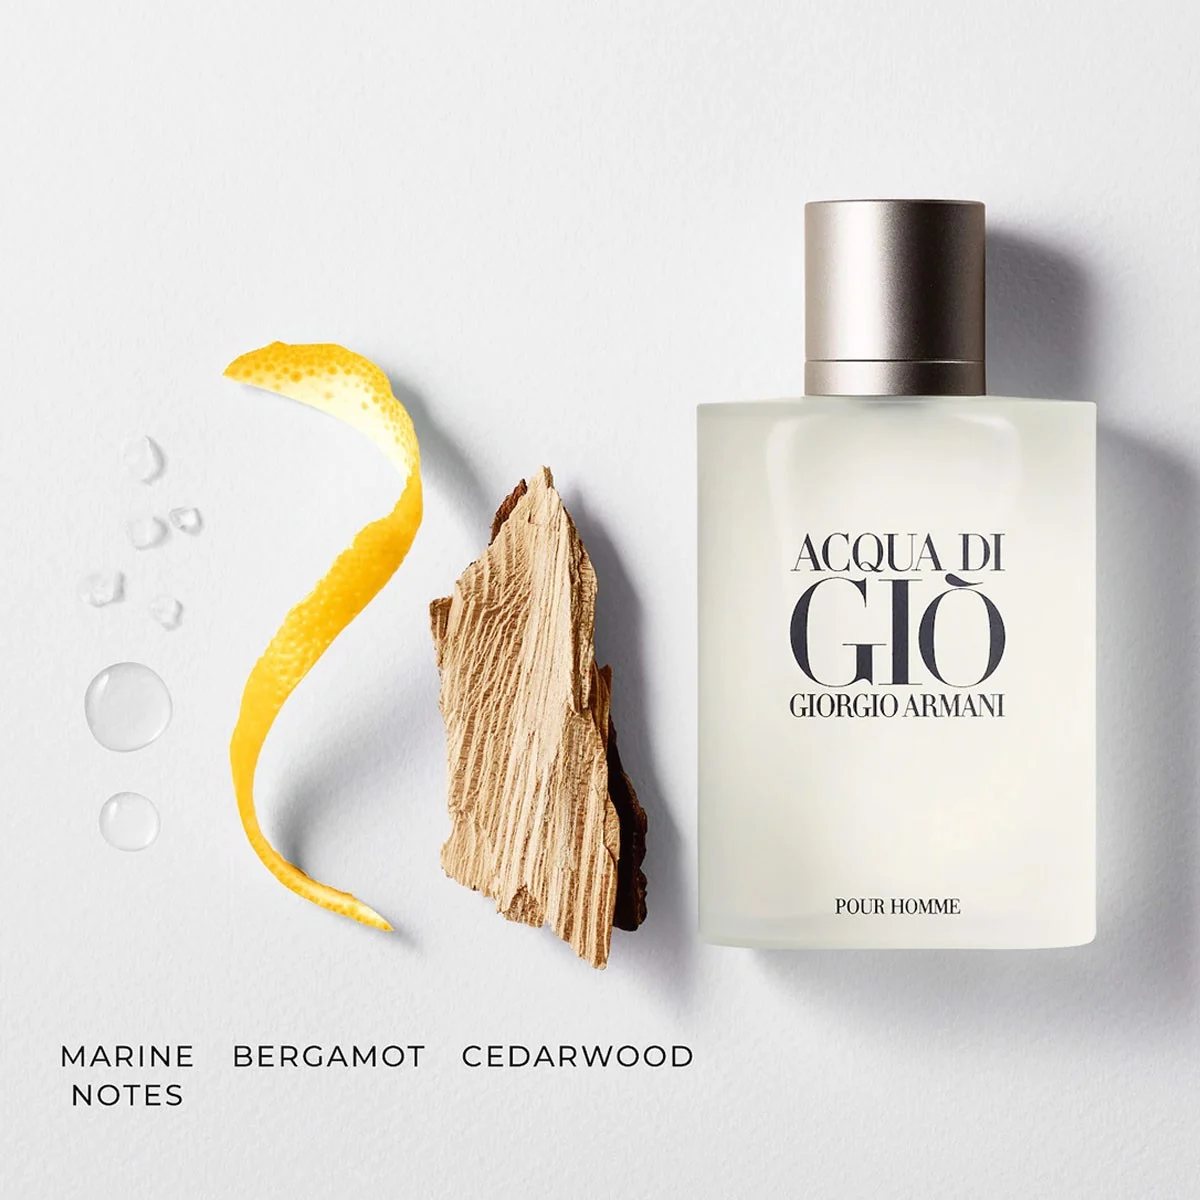 ACQUA DI
GIÒ
GIORGIO ARMANI
POUR HOMME
MARINE NOTES
BERGAMOT
CEDARWOOD